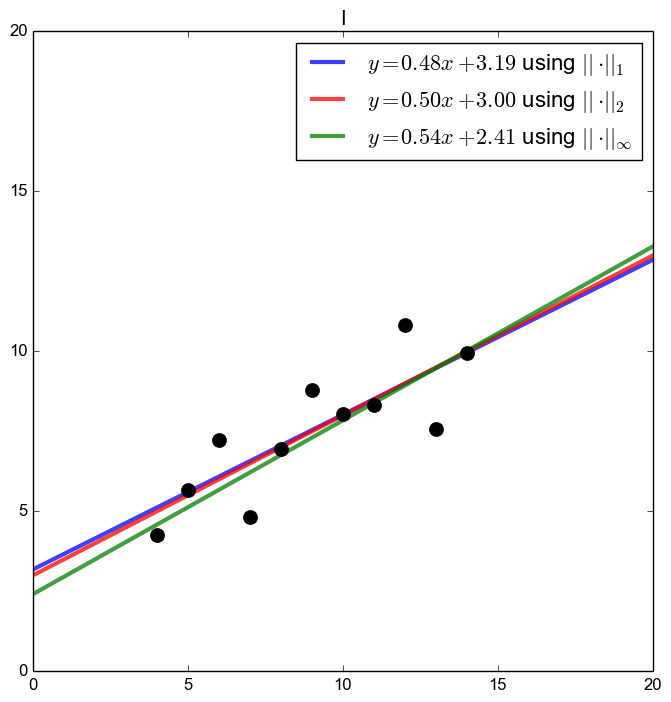 I
20
y=0.48x+3.19 using ||·||₁
y=0.50x+3.00 using ||·||₂
y=0.54x+2.41 using ||·||∞
15
10
5
0
0 5 10 15 20